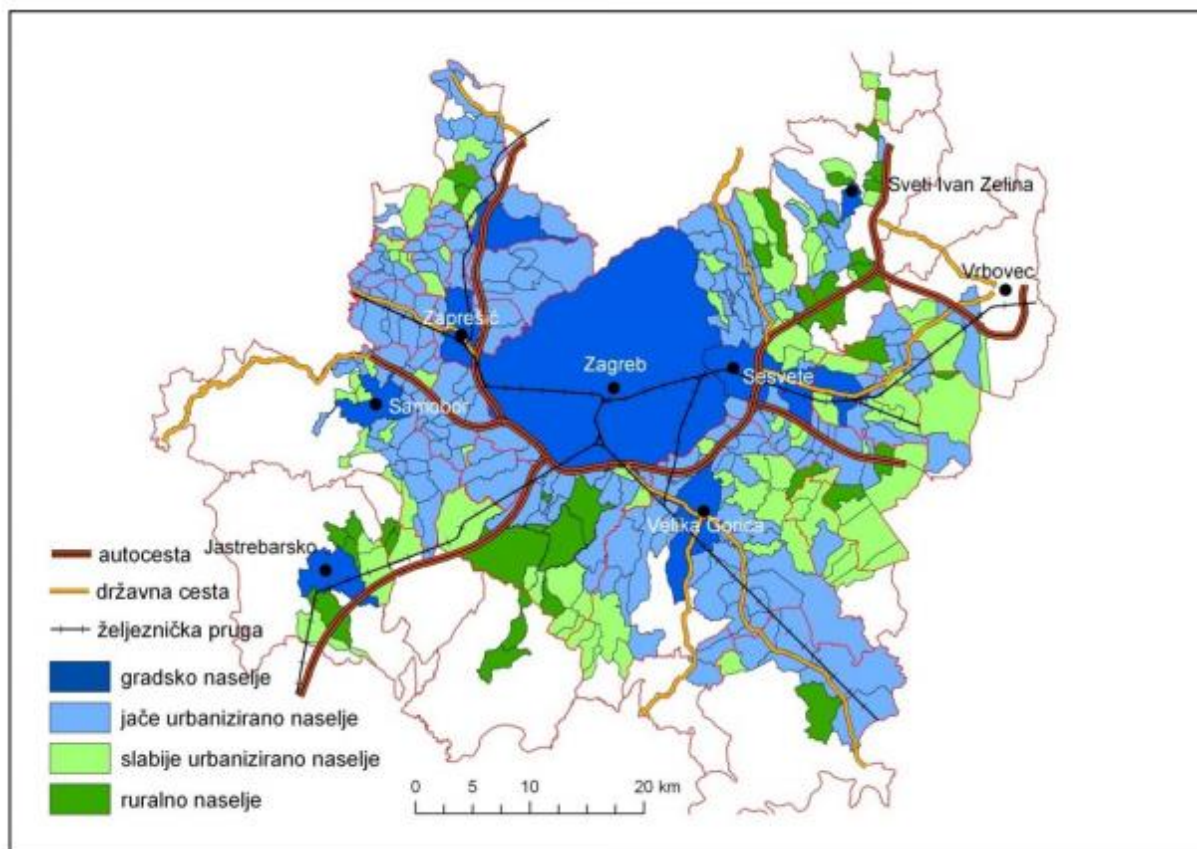 Sveti Ivan Zelina
Vrbovec
Zaprešić
Zagreb
Sesvete
Samobor
Velika Gorica
Jastrebarsko
autocesta
državna cesta
željeznička pruga
gradsko naselje
jače urbanizirano naselje
slabije urbanizirano naselje
ruralno naselje
0 5 10 20 km